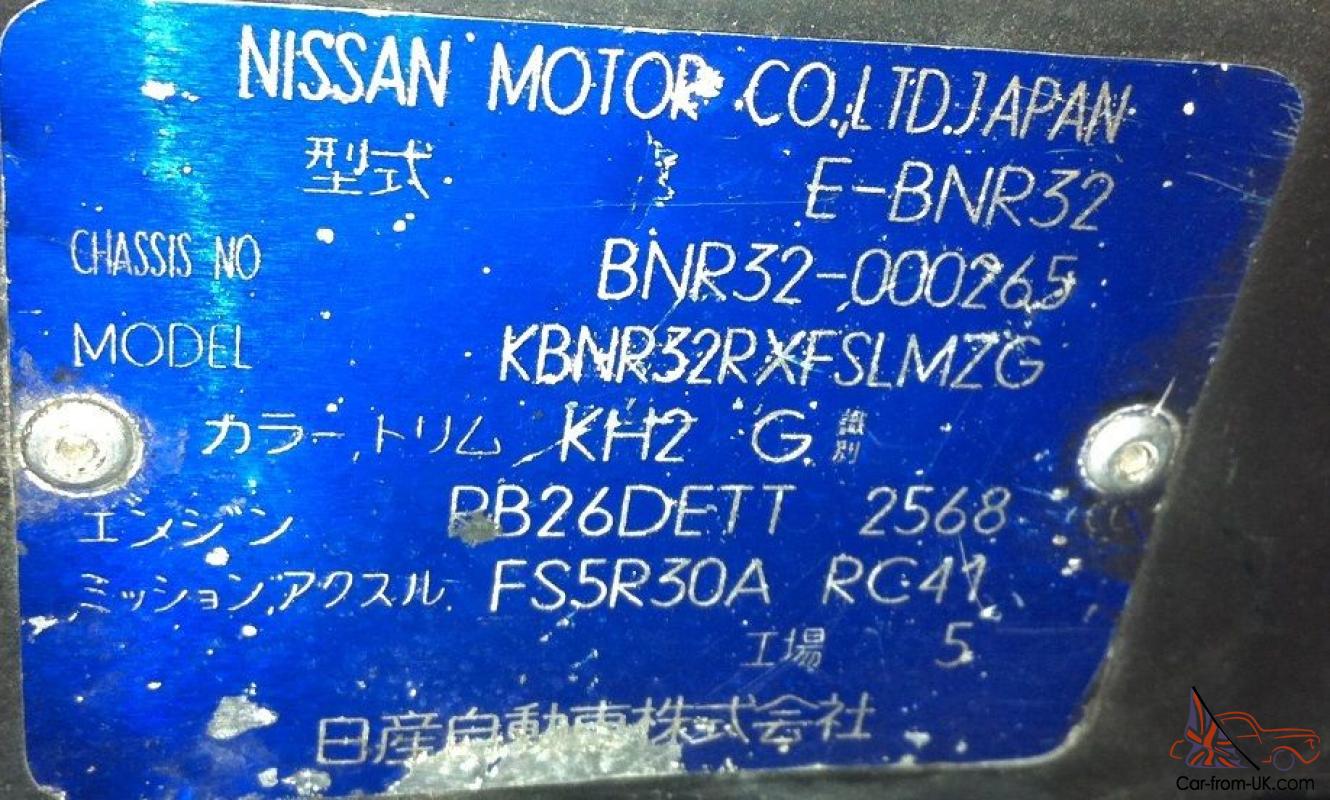 NISSAN MOTOR CO.,LTD.JAPAN
型式 E-BNR32
CHASSIS NO BNR32-000265
MODEL KBNR32RXFSLMZG
カラー,トリム KH2 G 識別
エンジン RB26DETT 2568
ミッション,アクスル FS5R30A RC41
工場 5
日産自動車株式会社
Car-from-UK.com